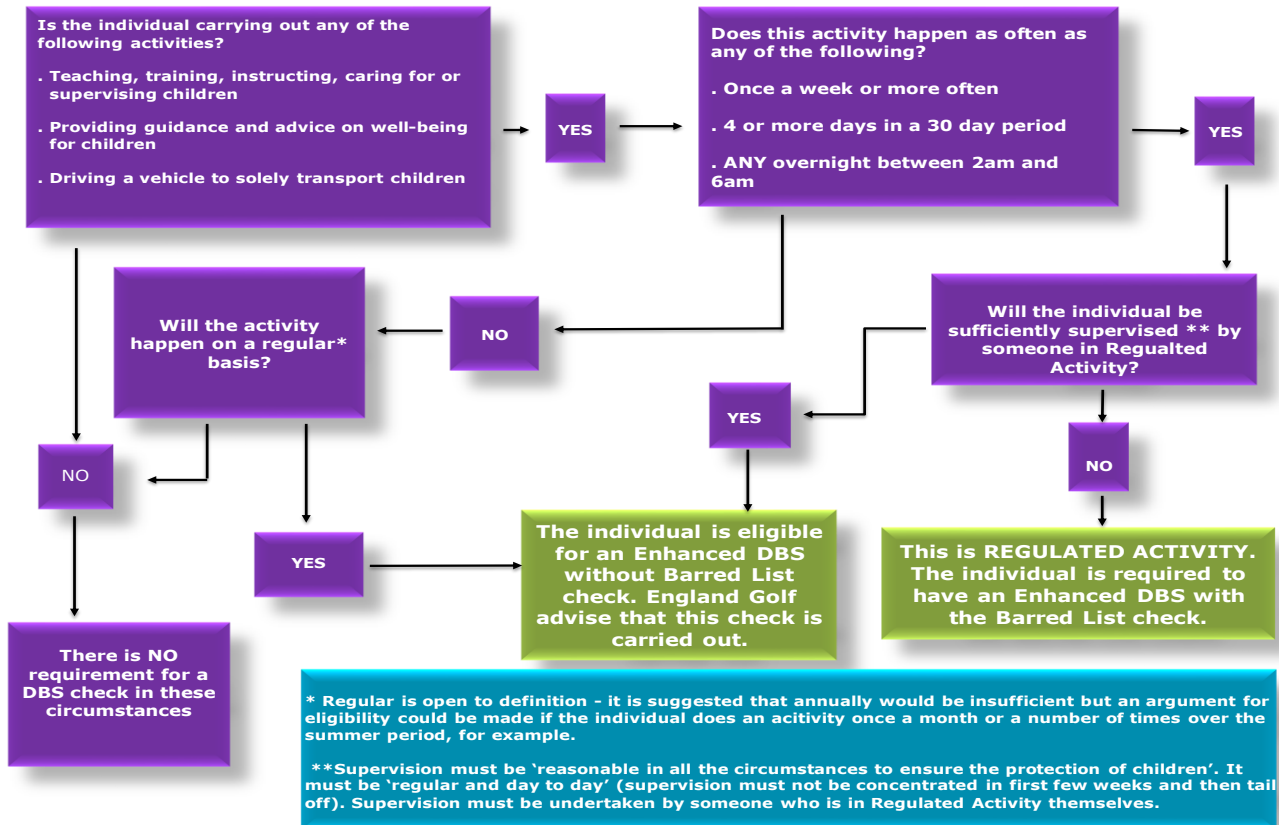 Is the individual carrying out any of the
following activities?
. Teaching, training, instructing, caring for or
supervising children
. Providing guidance and advice on well-being
for children
. Driving a vehicle to solely transport children
YES
Does this activity happen as often as
any of the following?
. Once a week or more often
. 4 or more days in a 30 day period
. ANY overnight between 2am and
6am
YES
Will the activity
happen on a regular*
basis?
NO
Will the individual be
sufficiently supervised ** by
someone in Regualted
Activity?
YES
NO
NO
YES
The individual is eligible
for an Enhanced DBS
without Barred List
check. England Golf
advise that this check is
carried out.
This is REGULATED ACTIVITY.
The individual is required to
have an Enhanced DBS with
the Barred List check.
There is NO
requirement for a
DBS check in these
circumstances
* Regular is open to definition - it is suggested that annually would be insufficient but an argument for
eligibility could be made if the individual does an acitivity once a month or a number of times over the
summer period, for example.
**Supervision must be ‘reasonable in all the circumstances to ensure the protection of children’. It
must be ‘regular and day to day’ (supervision must not be concentrated in first few weeks and then tail
off). Supervision must be undertaken by someone who is in Regulated Activity themselves.